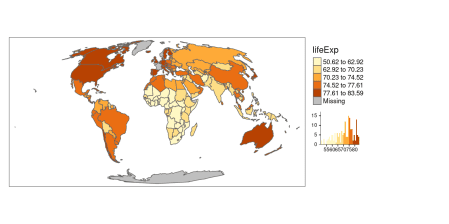 lifeExp
50.62 to 62.92
62.92 to 70.23
70.23 to 74.52
74.52 to 77.61
77.61 to 83.59
Missing
15
10
5
0
50556065707580